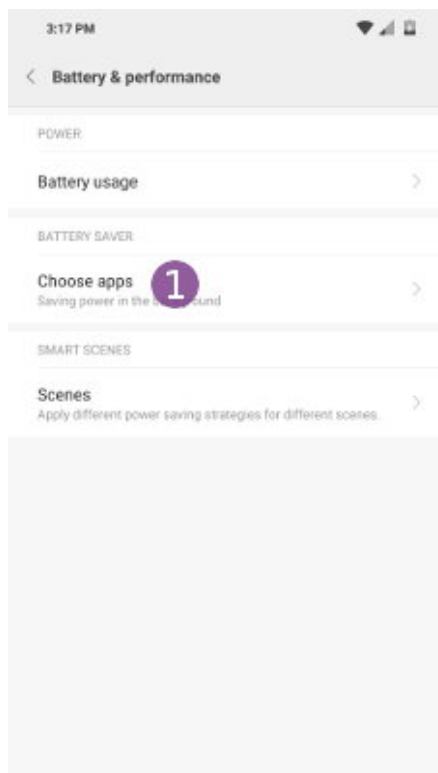 3:17 PM
Battery & performance
POWER
Battery usage
BATTERY SAVER
Choose apps
1
Saving power in the und
SMART SCENES
Scenes
Apply different power saving strategies for different scenes.